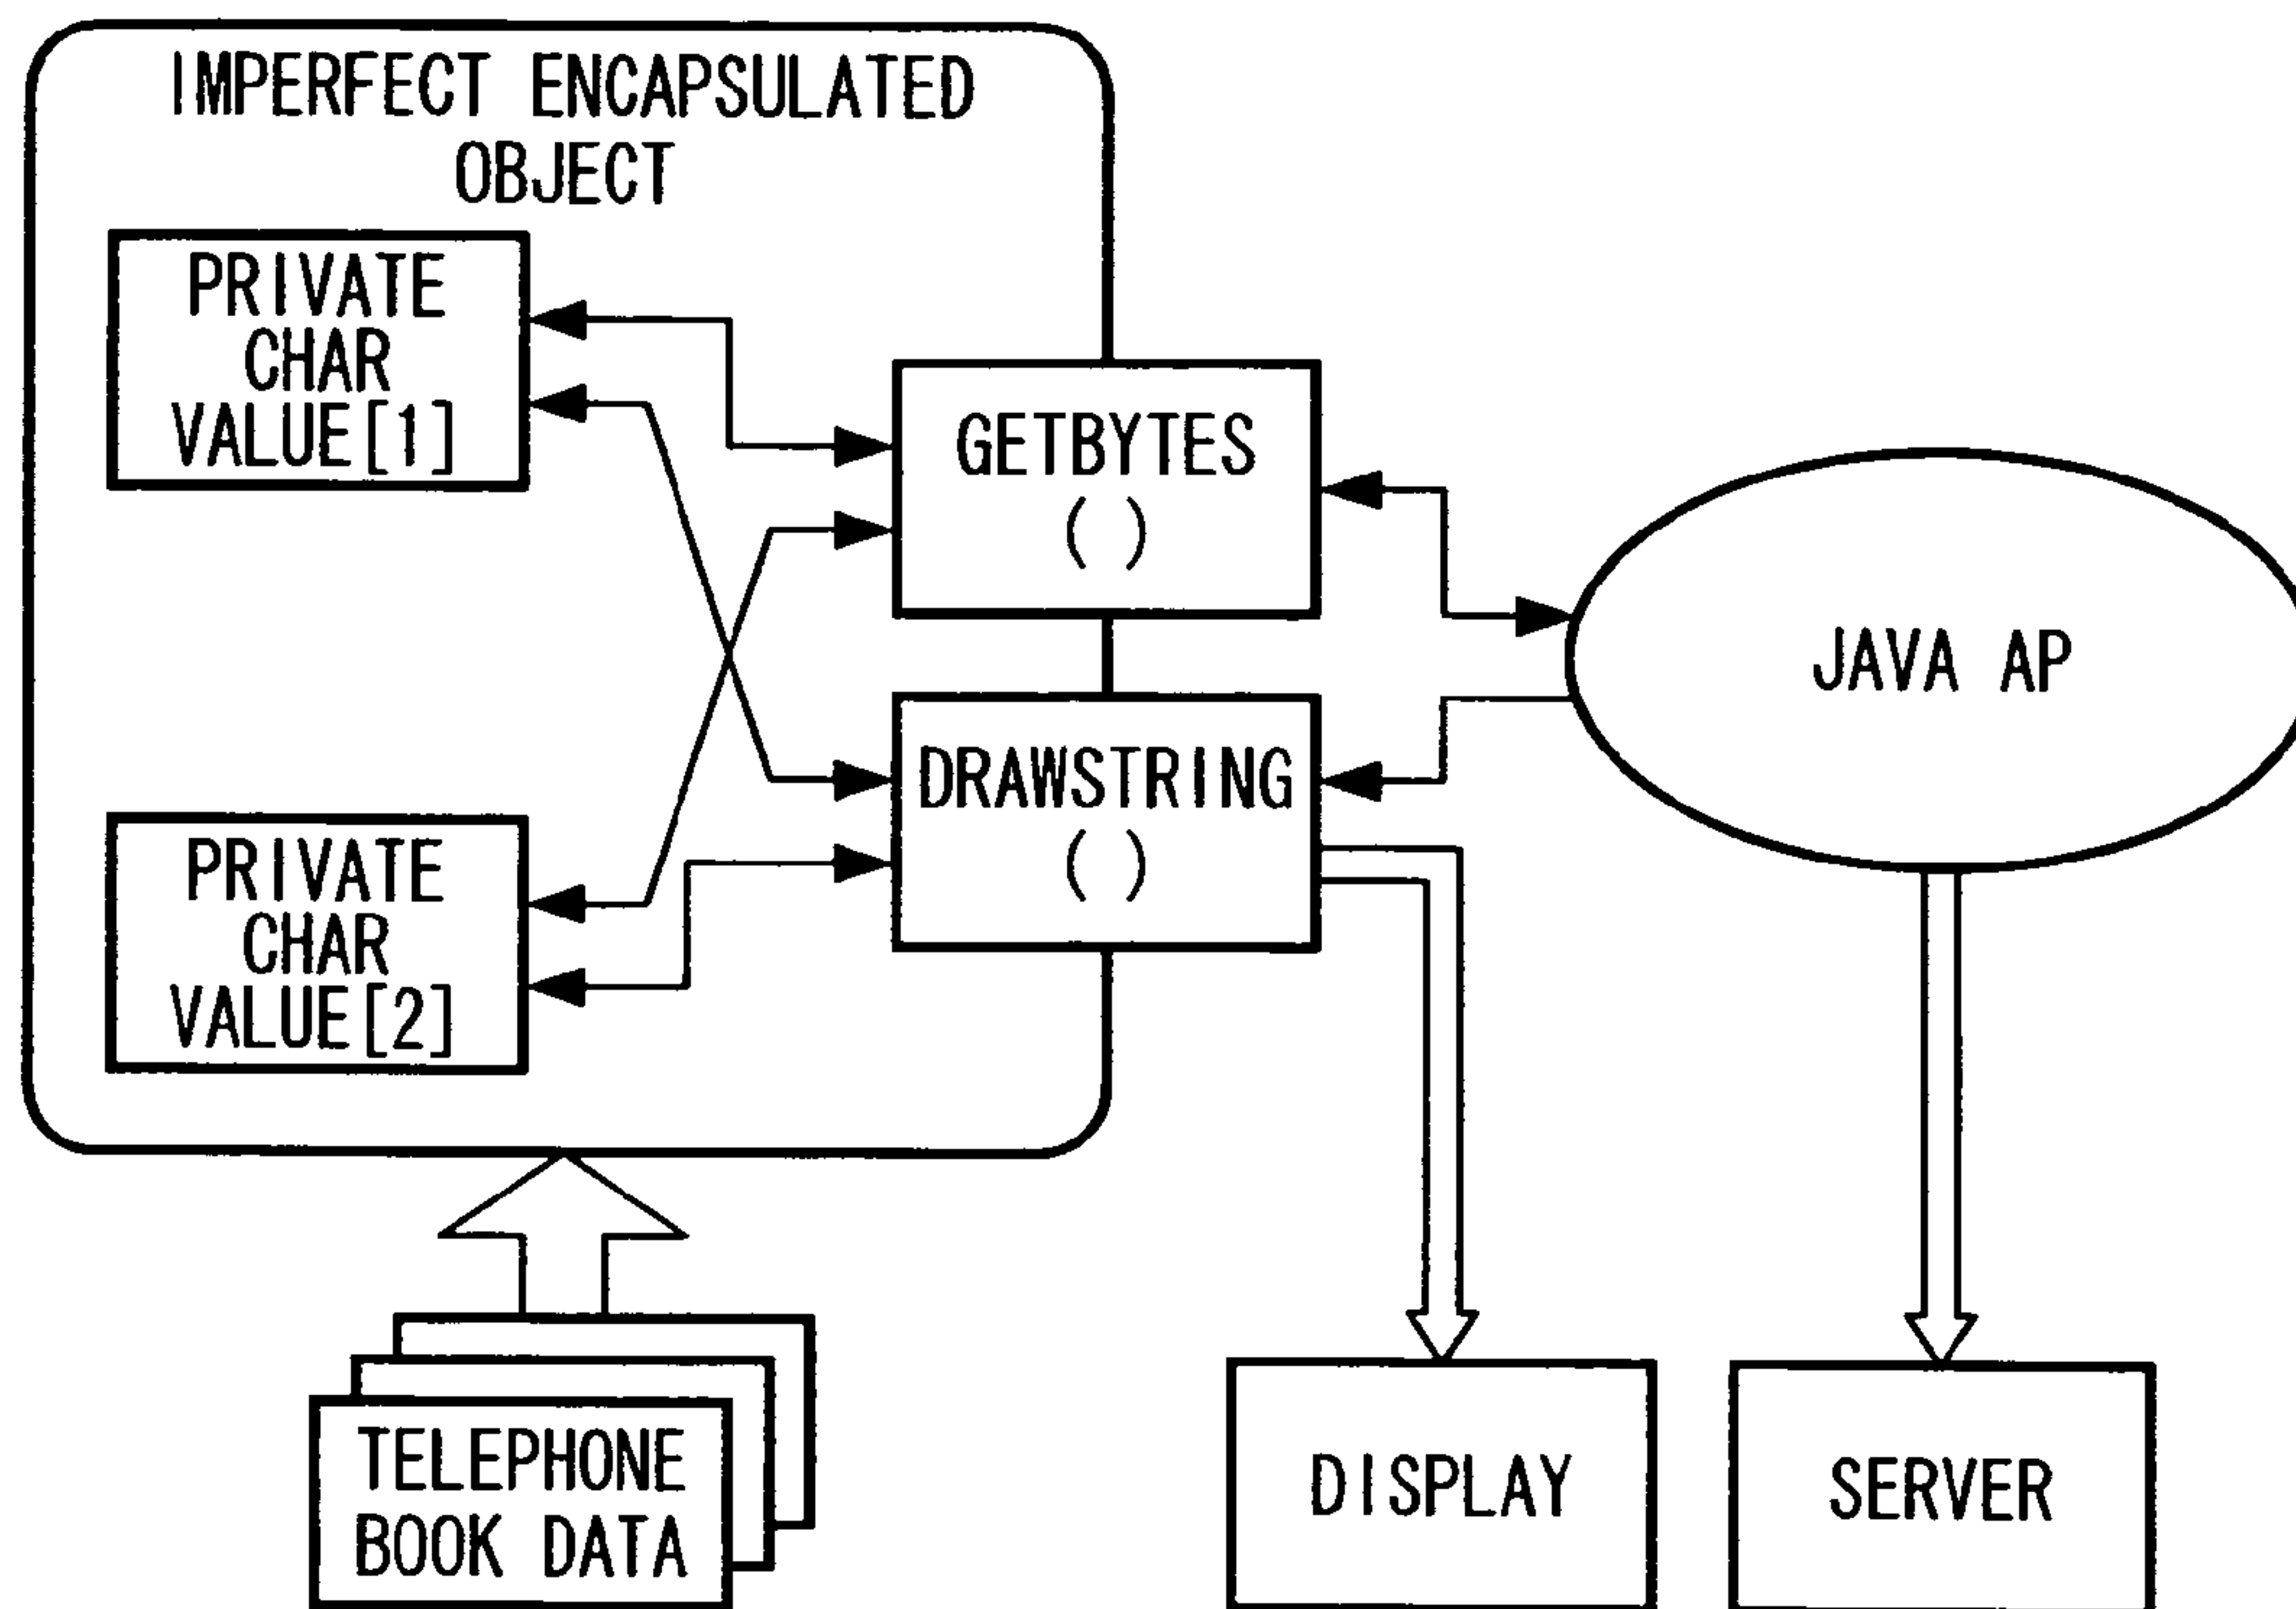 IMPERFECT ENCAPSULATED
OBJECT
PRIVATE
CHAR
VALUE[1]
GETBYTES
( )
JAVA AP
DRAWSTRING
( )
PRIVATE
CHAR
VALUE[2]
TELEPHONE
BOOK DATA
DISPLAY
SERVER